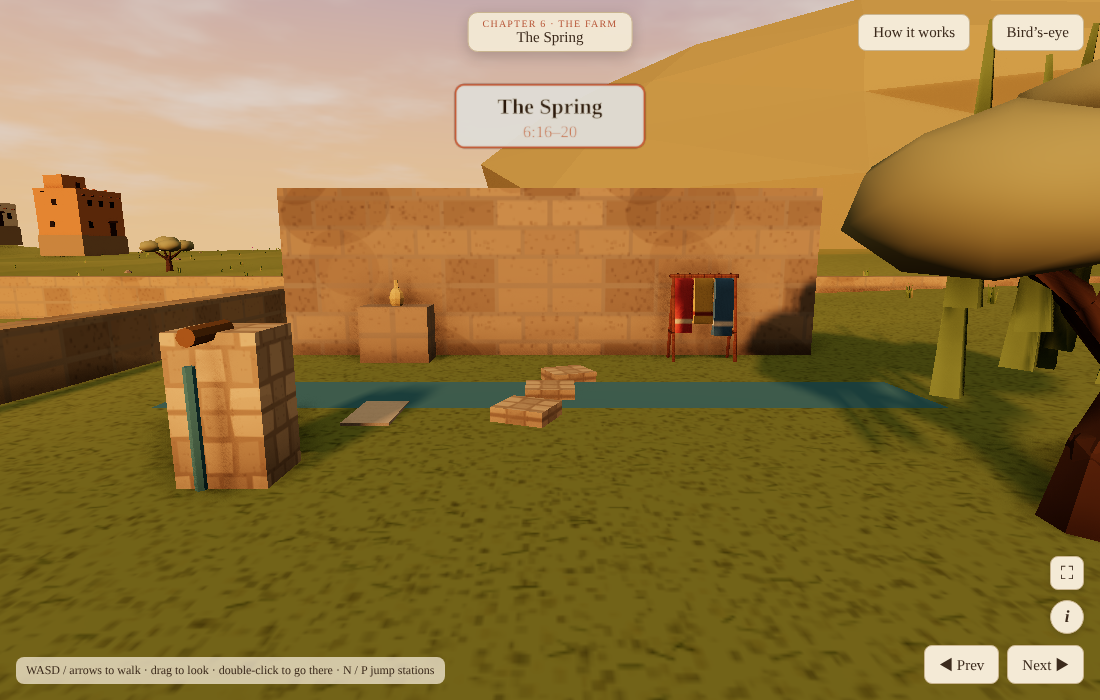 CHAPTER 6 · THE FARM
The Spring
How it works
Bird's-eye
The Spring
6:16–20
i
WASD / arrows to walk · drag to look · double-click to go there · N / P jump stations
◀ Prev
Next ▶